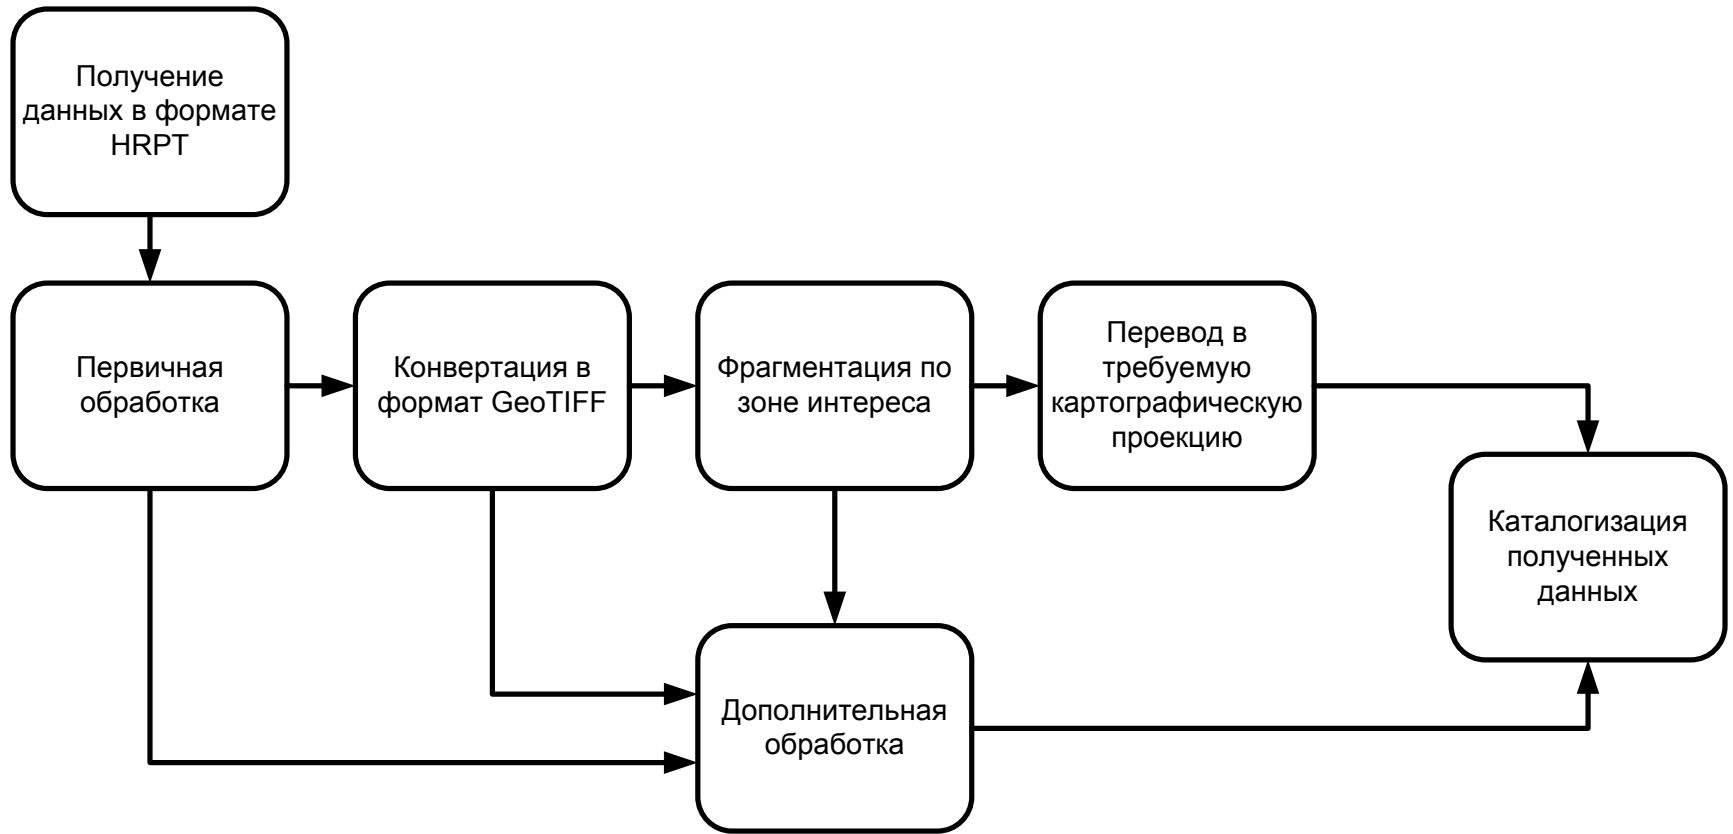 Получение
данных в формате
HRPT
Первичная
обработка
Конвертация в
формат GeoTIFF
Фрагментация по
зоне интереса
Перевод в
требуемую
картографическую
проекцию
Каталогизация
полученных
данных
Дополнительная
обработка